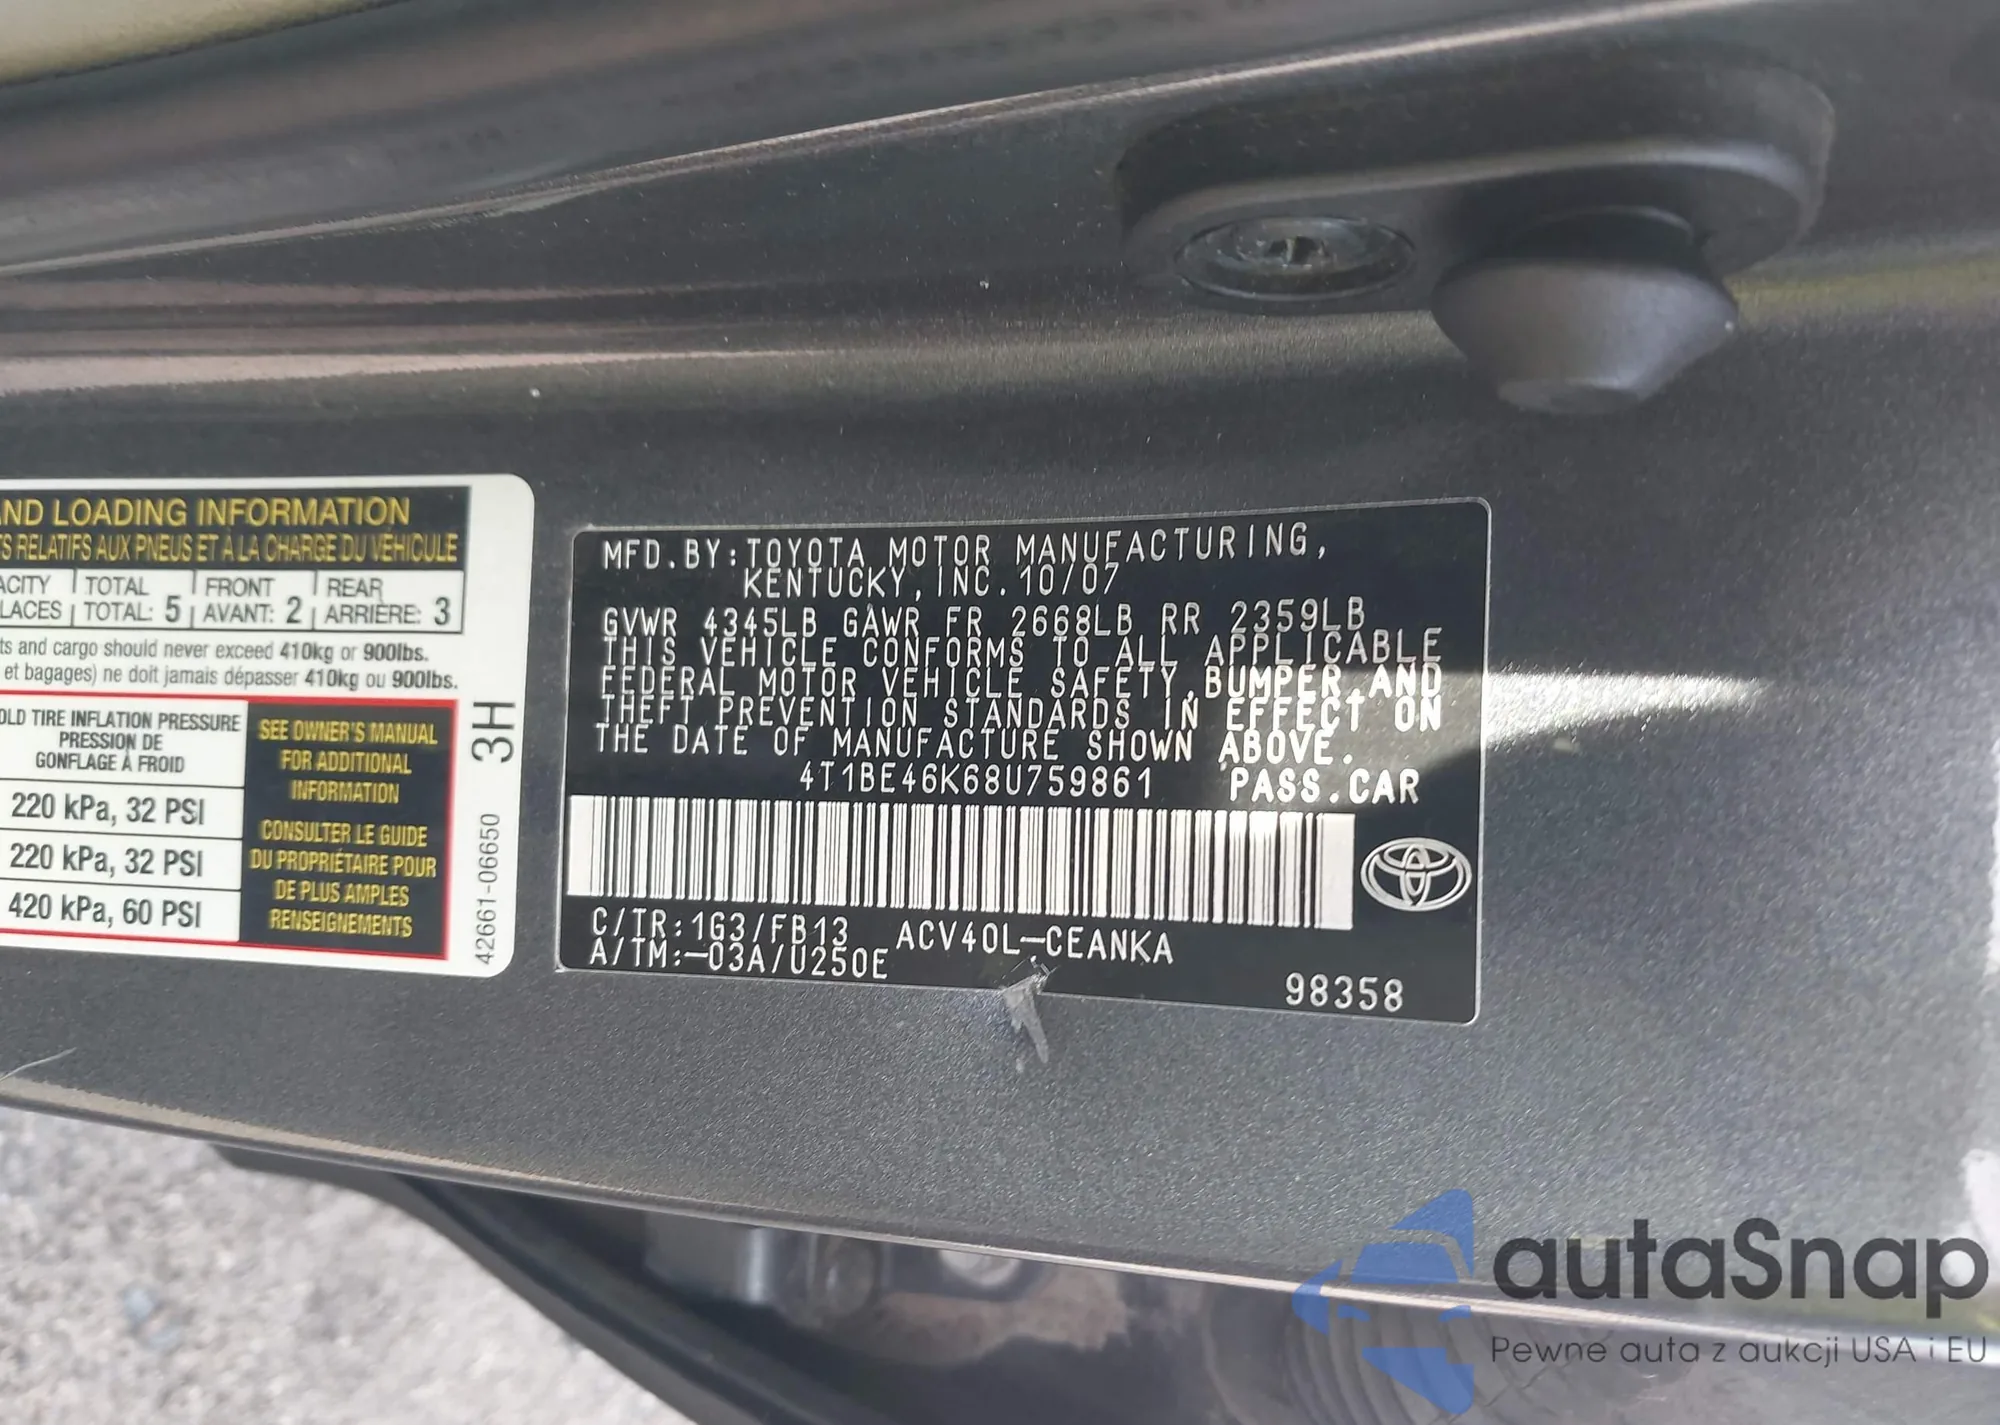 AND LOADING INFORMATION
TS RELATIFS AUX PNEUS ET À LA CHARGE DU VÉHICULE
ACITY TOTAL FRONT REAR
LACES TOTAL: 5 AVANT: 2 ARRIÈRE: 3
ts and cargo should never exceed 410kg or 900lbs.
et bagages) ne doit jamais dépasser 410kg ou 900lbs.
OLD TIRE INFLATION PRESSURE
PRESSION DE
GONFLAGE À FROID
220 kPa, 32 PSI
220 kPa, 32 PSI
420 kPa, 60 PSI
SEE OWNER'S MANUAL
FOR ADDITIONAL
INFORMATION
CONSULTER LE GUIDE
DU PROPRIÉTAIRE POUR
DE PLUS AMPLES
RENSEIGNEMENTS
3H
42661-06650
MFD.BY:TOYOTA MOTOR MANUFACTURING,
KENTUCKY, INC. 10/07
GVWR 4345LB GAWR FR 2668LB RR 2359LB
THIS VEHICLE CONFORMS TO ALL APPLICABLE
FEDERAL MOTOR VEHICLE SAFETY, BUMPER, AND
THEFT PREVENTION STANDARDS IN EFFECT ON
THE DATE OF MANUFACTURE SHOWN ABOVE.
4T1BE46K68U759861 PASS.CAR
C/TR:1G3/FB13 ACV40L-CEANKA
A/TM:-03A/U250E
98358
autaSnap
Pewne auta z aukcji USA i EU